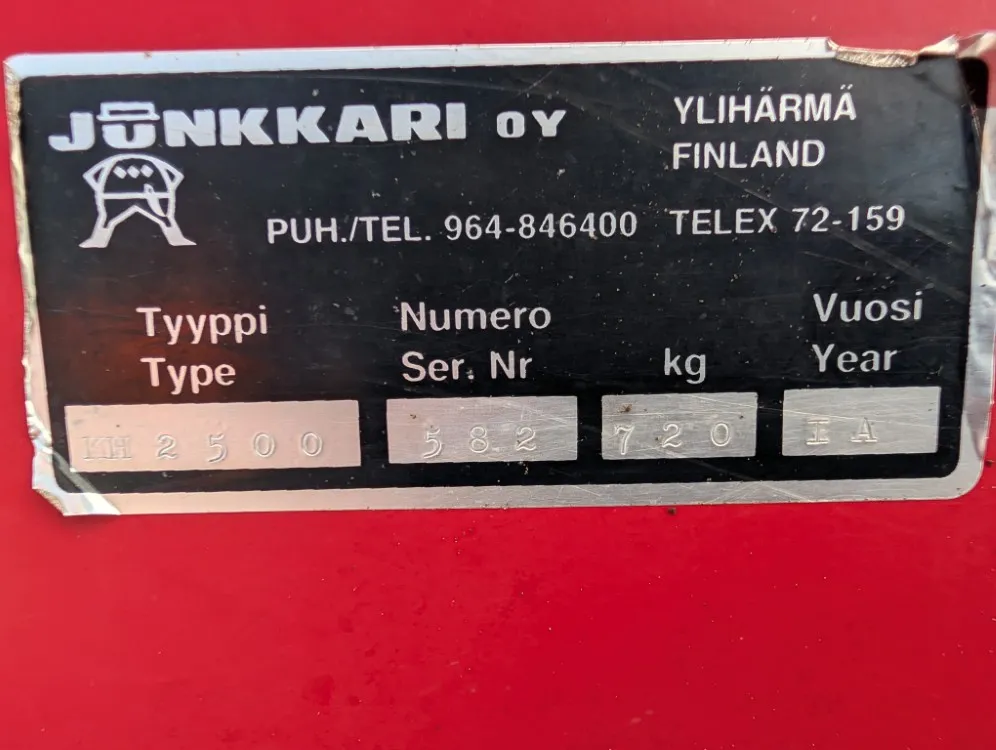 JUNKKARI OY
YLIHÄRMÄ
FINLAND
PUH./TEL. 964-846400 TELEX 72-159
Tyyppi Numero Vuosi
Type Ser. Nr kg Year
KH 2500 582 720 IA